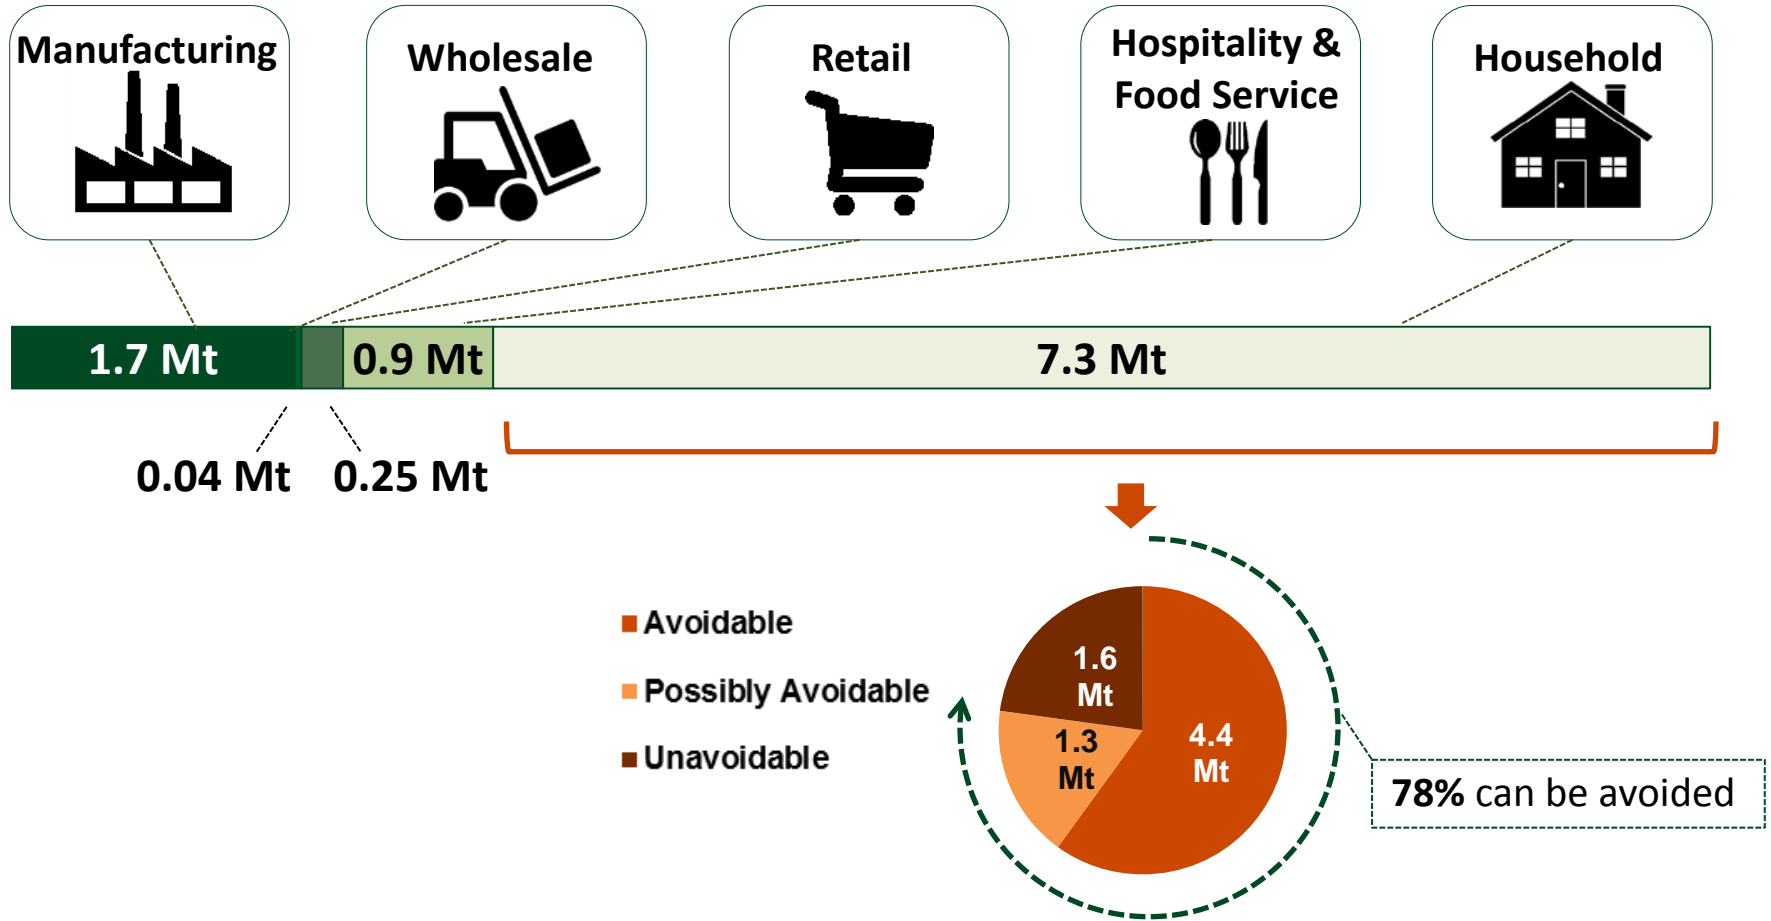 Manufacturing
Wholesale
Retail
Hospitality &
Food Service
Household
1.7 Mt
0.9 Mt
7.3 Mt
0.04 Mt
0.25 Mt
Avoidable
Possibly Avoidable
Unavoidable
1.6
Mt
1.3
Mt
4.4
Mt
78% can be avoided